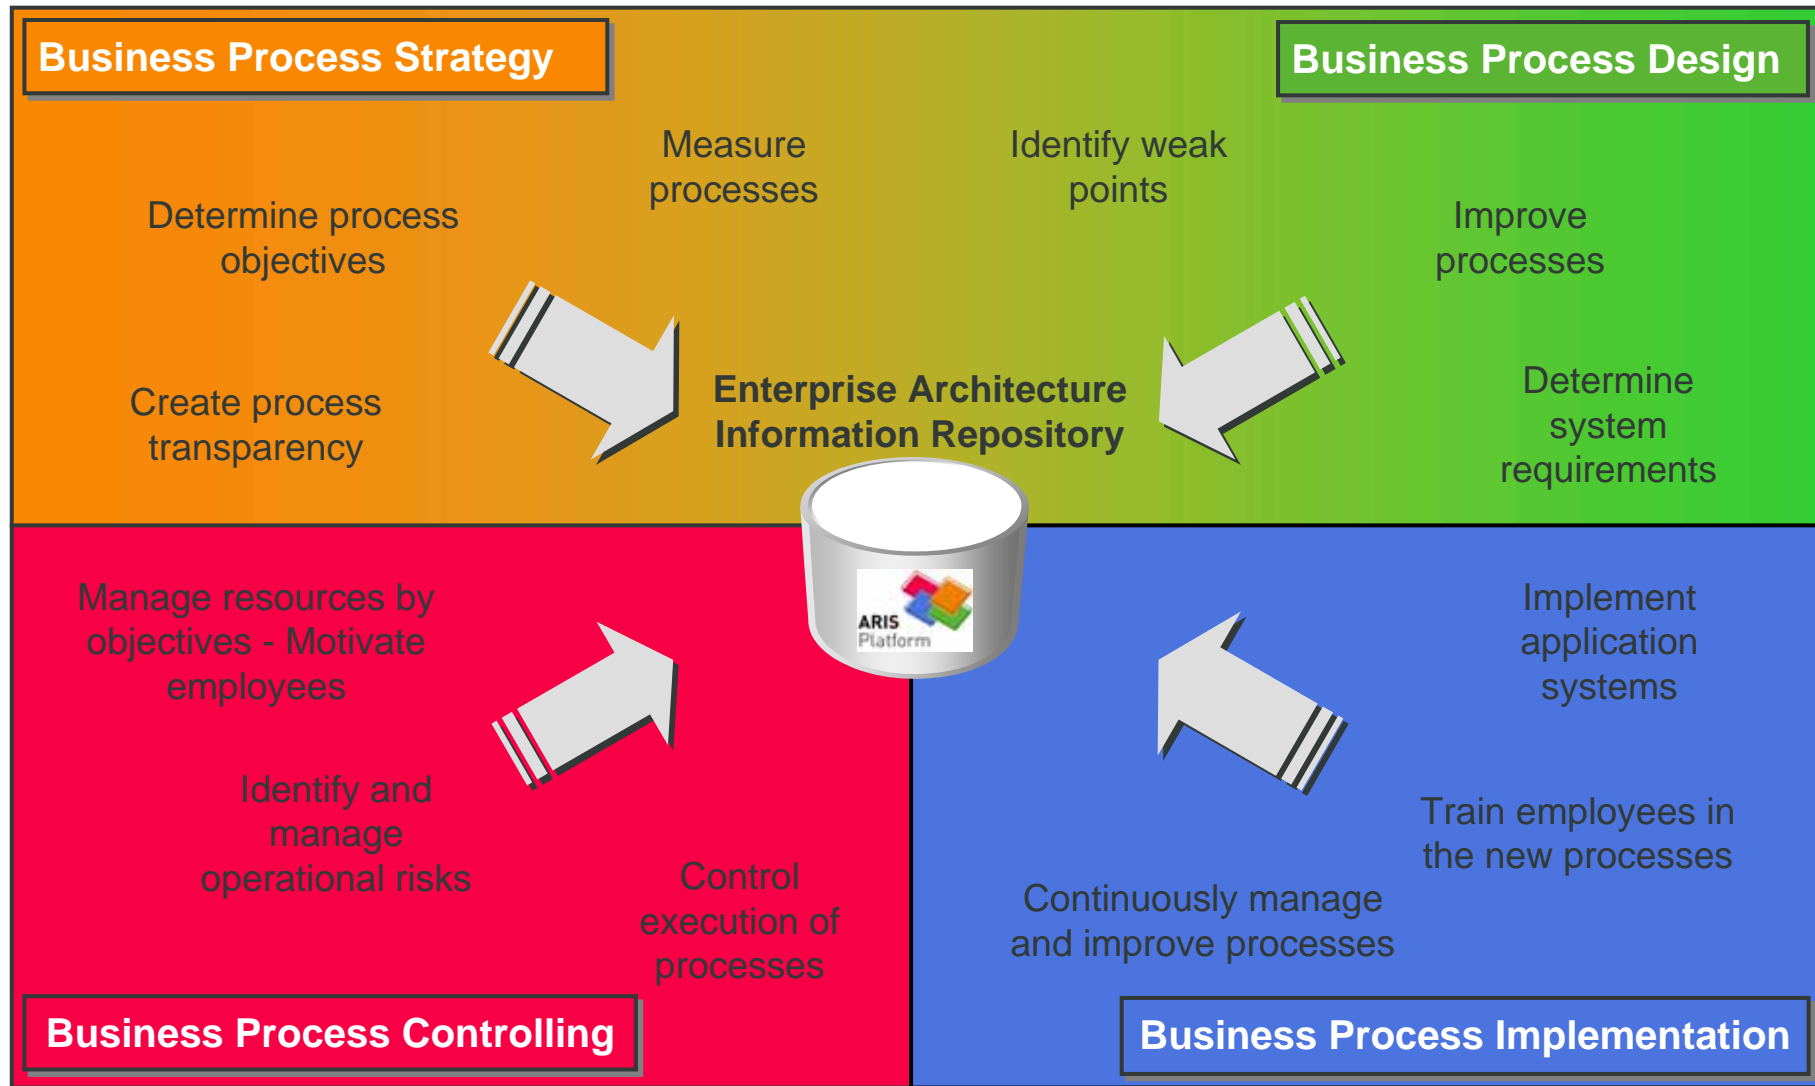 Business Process Strategy
Business Process Design
Measure
processes
Identify weak
points
Determine process
objectives
Improve
processes
Create process
transparency
Enterprise Architecture
Information Repository
Determine
system
requirements
ARIS
Platform
Manage resources by
objectives - Motivate
employees
Implement
application
systems
Identify and
manage
operational risks
Train employees in
the new processes
Control
execution of
processes
Continuously manage
and improve processes
Business Process Controlling
Business Process Implementation